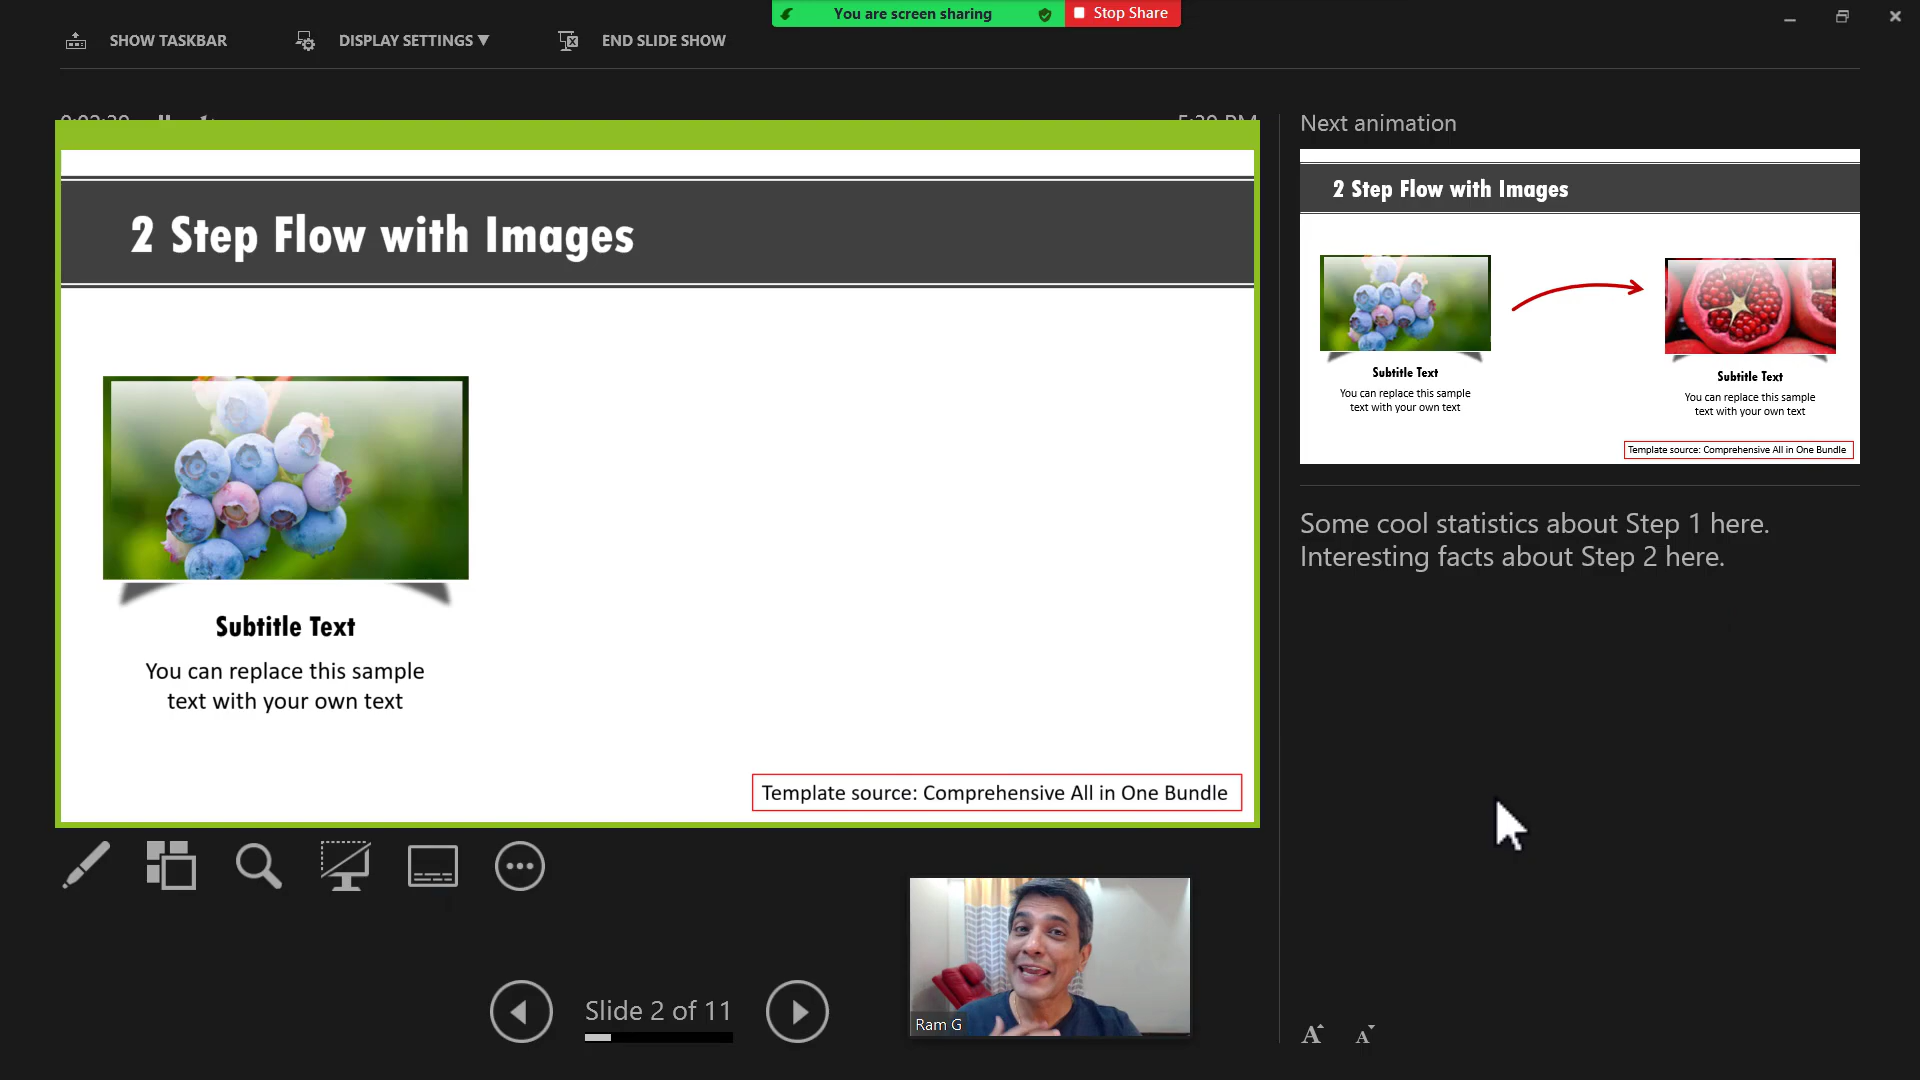 You are screen sharing
Stop Share
SHOW TASKBAR
DISPLAY SETTINGS ▼
END SLIDE SHOW
2 Step Flow with Images
Subtitle Text
You can replace this sample
text with your own text
Template source: Comprehensive All in One Bundle
Slide 2 of 11
Ram G
Next animation
2 Step Flow with Images
Subtitle Text
You can replace this sample
text with your own text
Subtitle Text
You can replace this sample
text with your own text
Template source: Comprehensive All in One Bundle
Some cool statistics about Step 1 here.
Interesting facts about Step 2 here.
A
A